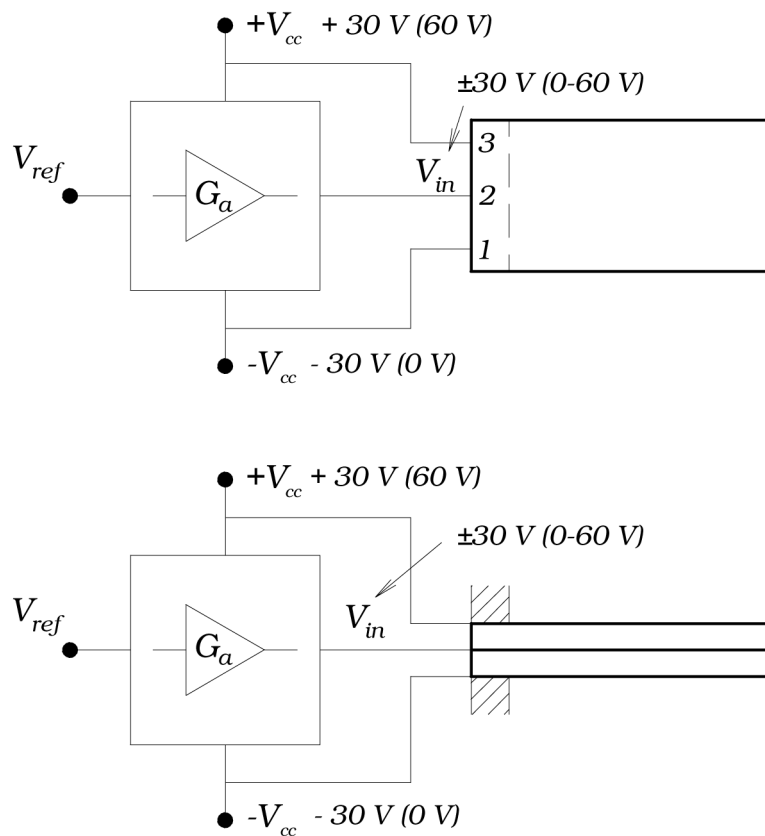 +Vcc + 30 V (60 V)
±30 V (0-60 V)
Vref
Ga
Vin
3
2
1
-Vcc - 30 V (0 V)
+Vcc + 30 V (60 V)
±30 V (0-60 V)
Vref
Ga
Vin
-Vcc - 30 V (0 V)